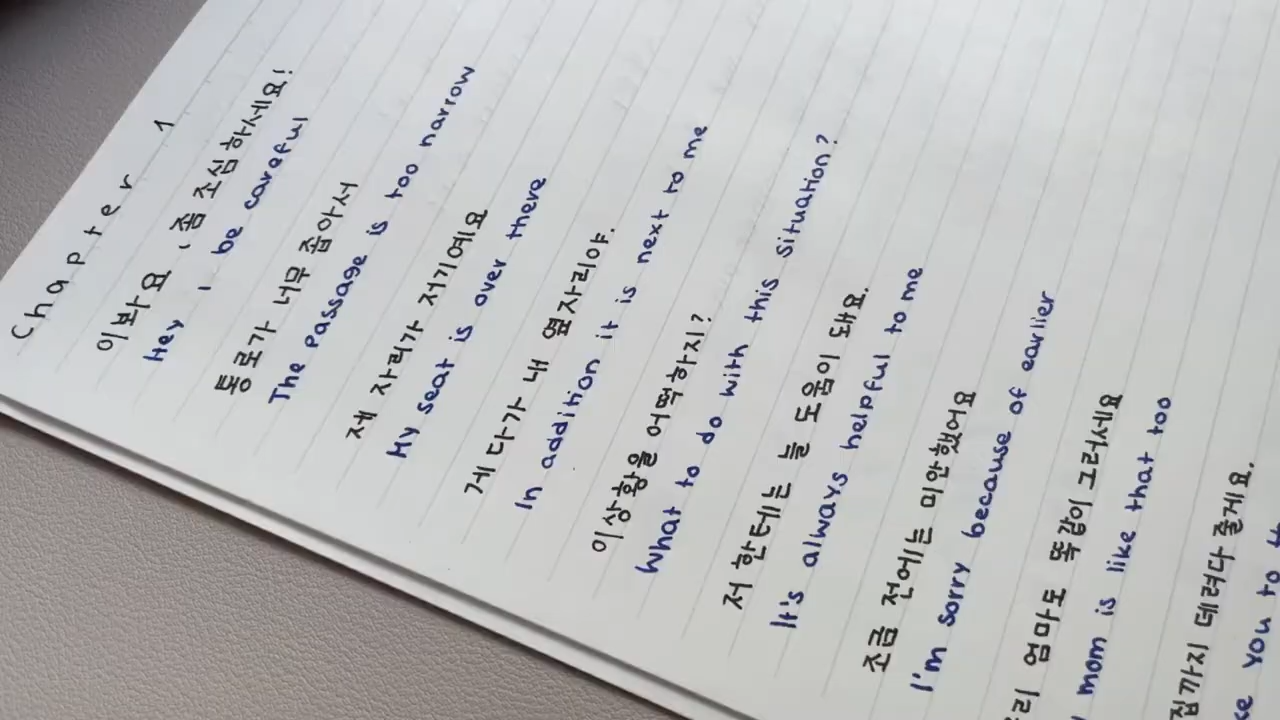 Chapter 1
이봐요, 좀 조심하세요!
Hey, be careful
통로가 너무 좁아서
The passage is too narrow
제 자리가 저기예요
My seat is over there
게다가 내 옆자리야.
In addition it is next to me
이상황을 어떡하지?
What to do with this situation?
저 한테는 늘 도움이 돼요.
It's always helpful to me
조금 전에는 미안했어요
I'm sorry because of earlier
엄마도 똑같이 그러세요
mom is like that too
집까지 데려다 줄게요.
you to